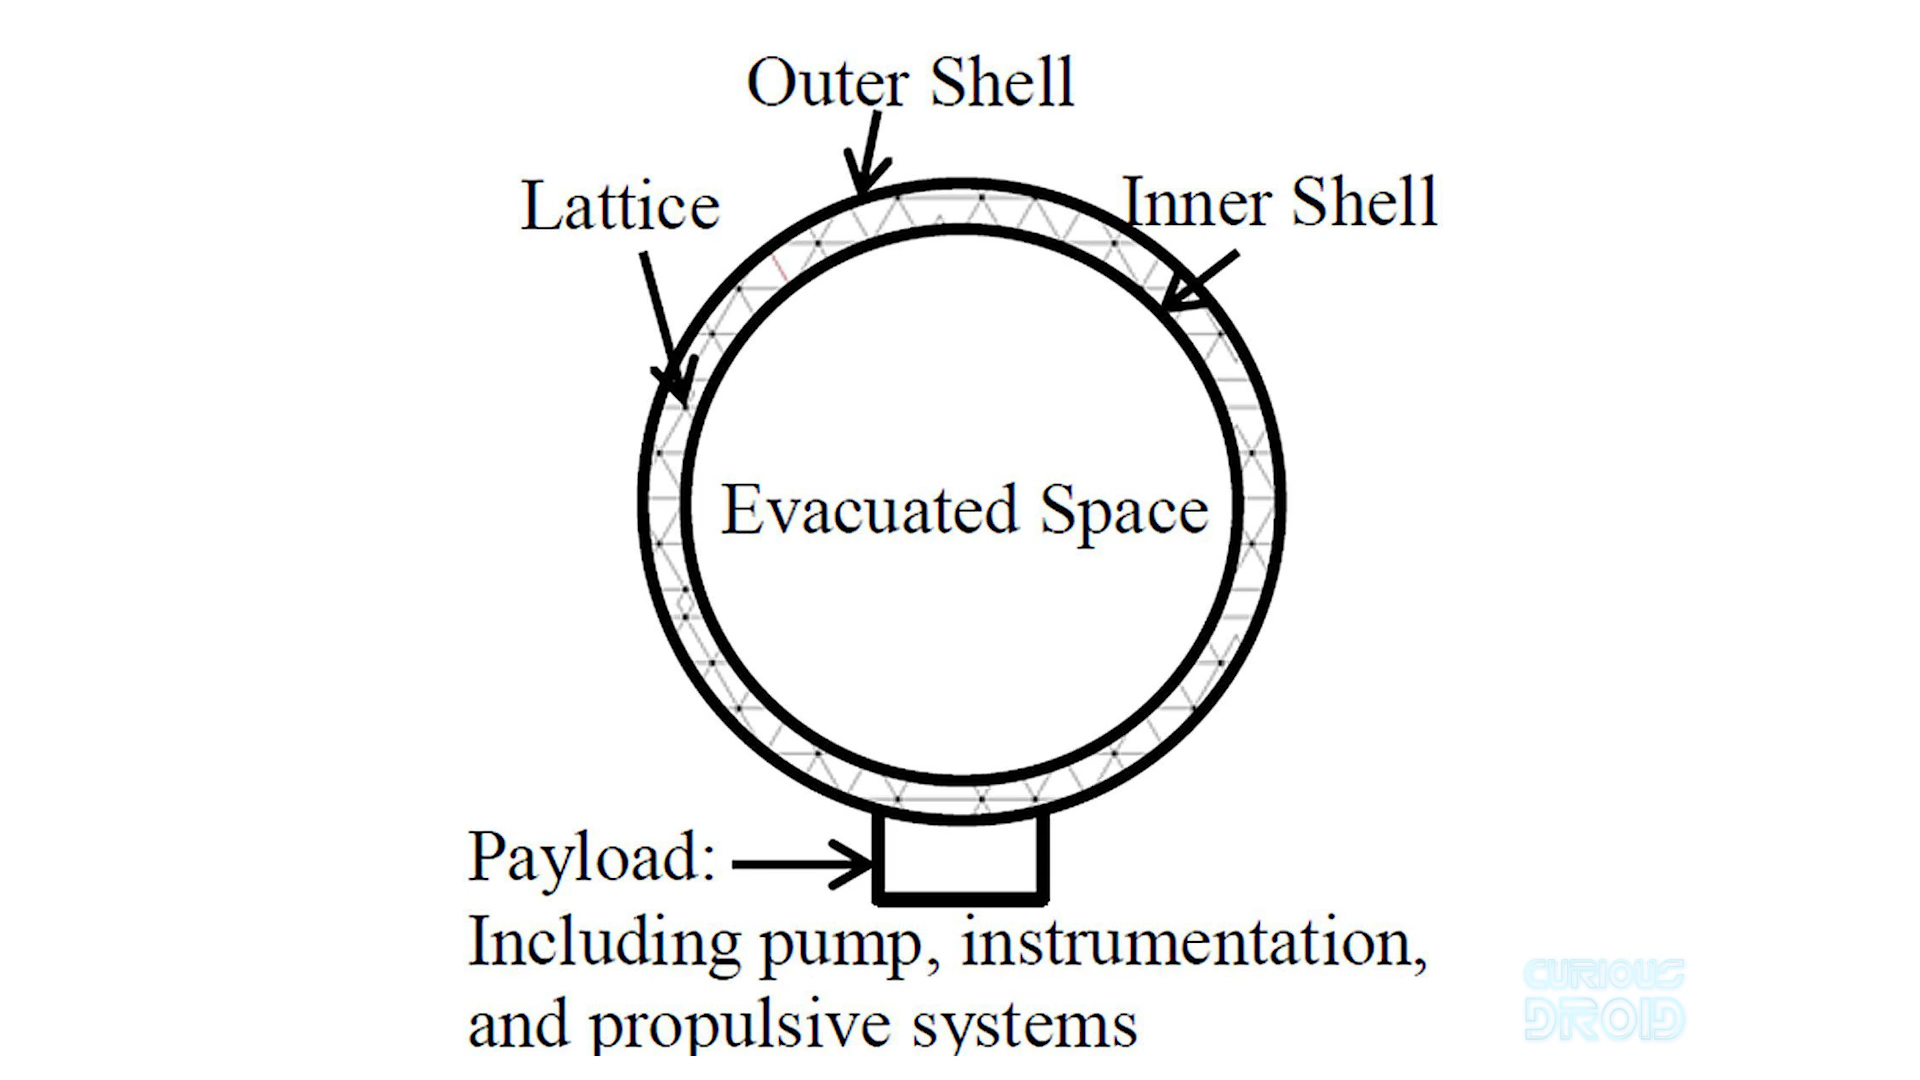 Outer Shell
Lattice
Inner Shell
Evacuated Space
Payload:
Including pump, instrumentation,
and propulsive systems
CURIOUS
DROID